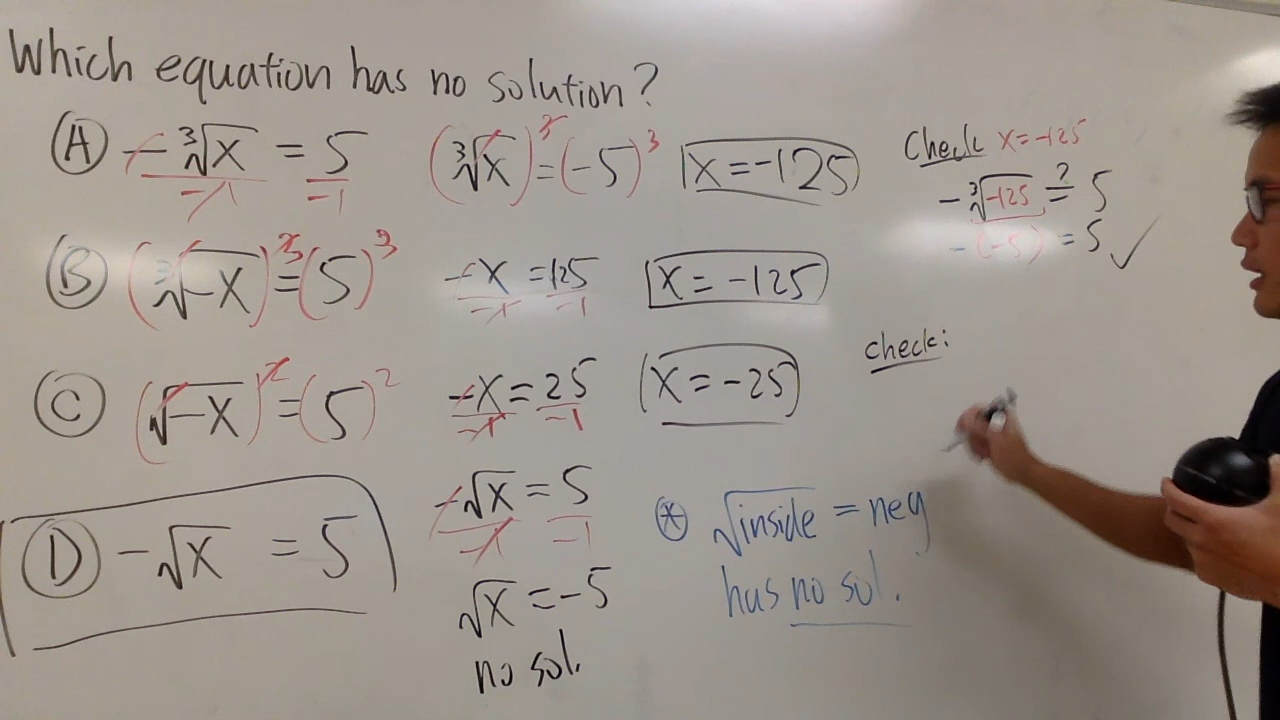 Which equation has no solution?
Ⓐ -∛x = 5 (∛x)³ = (-5)³ x = -125
-1 -1
Check x = -125
-∛-125 ≟ 5
-(-5) = 5 ✓
Ⓑ (∛-x)³ = (5)³ -x = 125 x = -125
-1 -1
Ⓒ (√-x)² = (5)² -x = 25 x = -25
-1 -1
check:
Ⓓ -√x = 5
-√x = 5
-1 -1
√x = -5
no sol.
⊛ √inside = neg
has no sol.